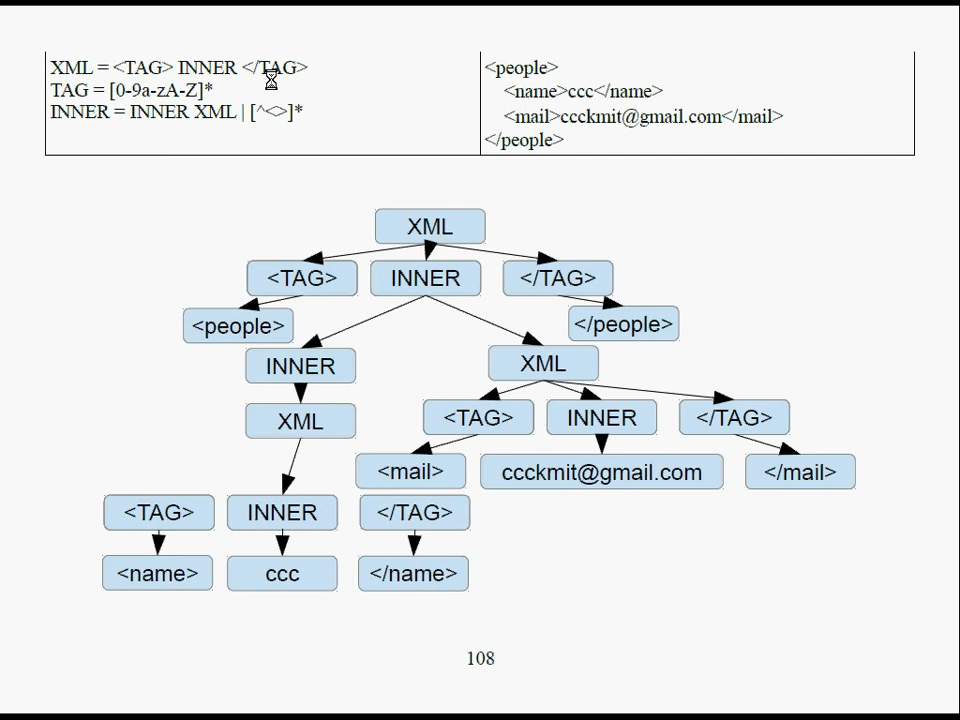 XML = <TAG> INNER </TAG>
TAG = [0-9a-zA-Z]*
INNER = INNER XML | [^<>]*
<people>
<name>ccc</name>
<mail>ccckmit@gmail.com</mail>
</people>
XML
<TAG> INNER </TAG>
<people> </people>
INNER XML
XML <TAG> INNER </TAG>
<mail> ccckmit@gmail.com </mail>
<TAG> INNER </TAG>
<name> ccc </name>
108